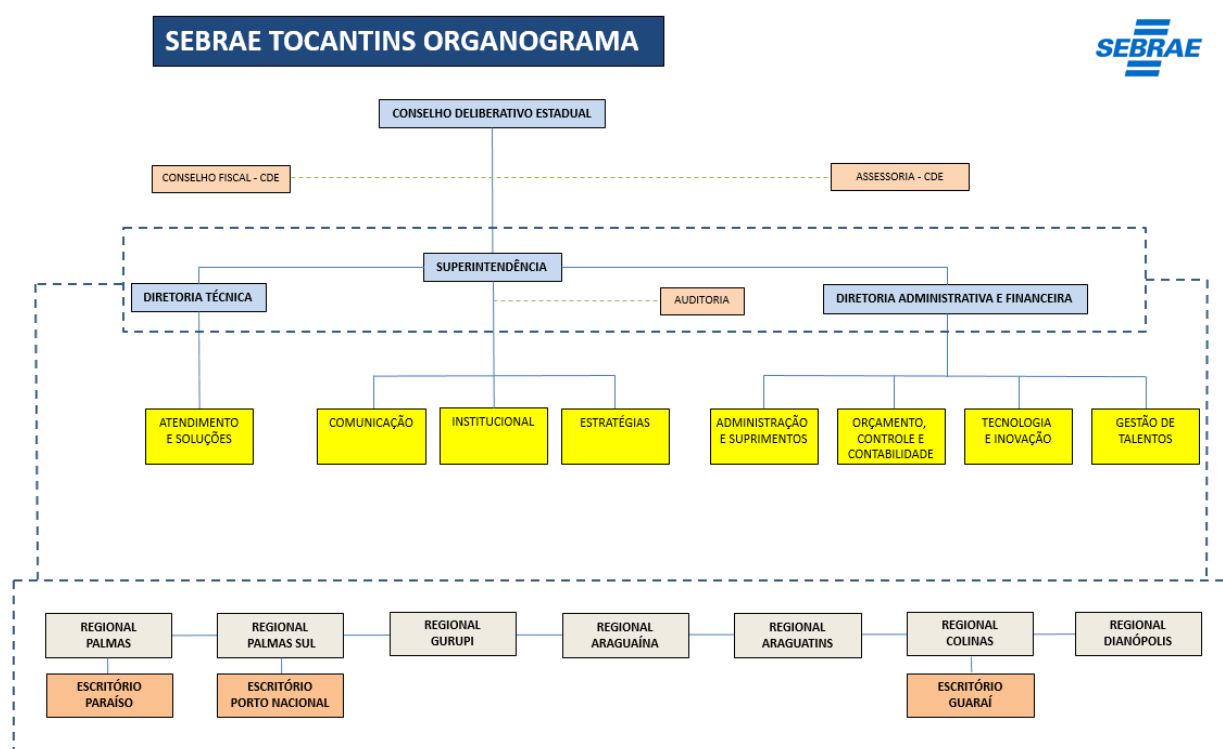 SEBRAE TOCANTINS ORGANOGRAMA
SEBRAE
CONSELHO DELIBERATIVO ESTADUAL
CONSELHO FISCAL - CDE
ASSESSORIA - CDE
SUPERINTENDÊNCIA
DIRETORIA TÉCNICA
AUDITORIA
DIRETORIA ADMINISTRATIVA E FINANCEIRA
ATENDIMENTO
E SOLUÇÕES
COMUNICAÇÃO
INSTITUCIONAL
ESTRATÉGIAS
ADMINISTRAÇÃO
E SUPRIMENTOS
ORÇAMENTO,
CONTROLE E
CONTABILIDADE
TECNOLOGIA
E INOVAÇÃO
GESTÃO DE
TALENTOS
REGIONAL
PALMAS
REGIONAL
PALMAS SUL
REGIONAL
GURUPI
REGIONAL
ARAGUAÍNA
REGIONAL
ARAGUATINS
REGIONAL
COLINAS
REGIONAL
DIANÓPOLIS
ESCRITÓRIO
PARAÍSO
ESCRITÓRIO
PORTO NACIONAL
ESCRITÓRIO
GUARAÍ